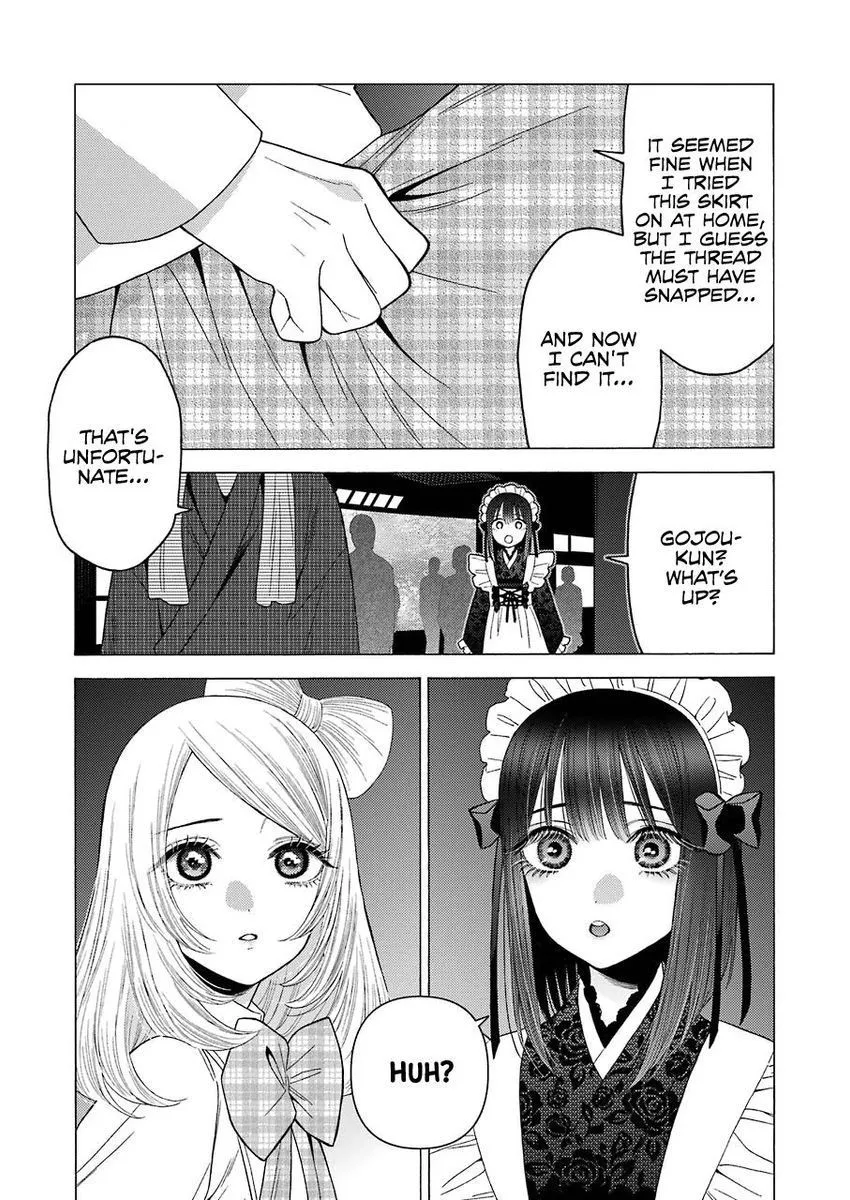 IT SEEMED
FINE WHEN
I TRIED
THIS SKIRT
ON AT HOME,
BUT I GUESS
THE THREAD
MUST HAVE
SNAPPED...
AND NOW
I CAN'T
FIND IT...
THAT'S
UNFORTU-
NATE...
GOJOU-
KUN?
WHAT'S
UP?
HUH?